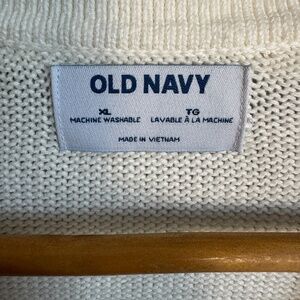 OLD NAVY
XL TG
MACHINE WASHABLE LAVABLE À LA MACHINE
MADE IN VIETNAM